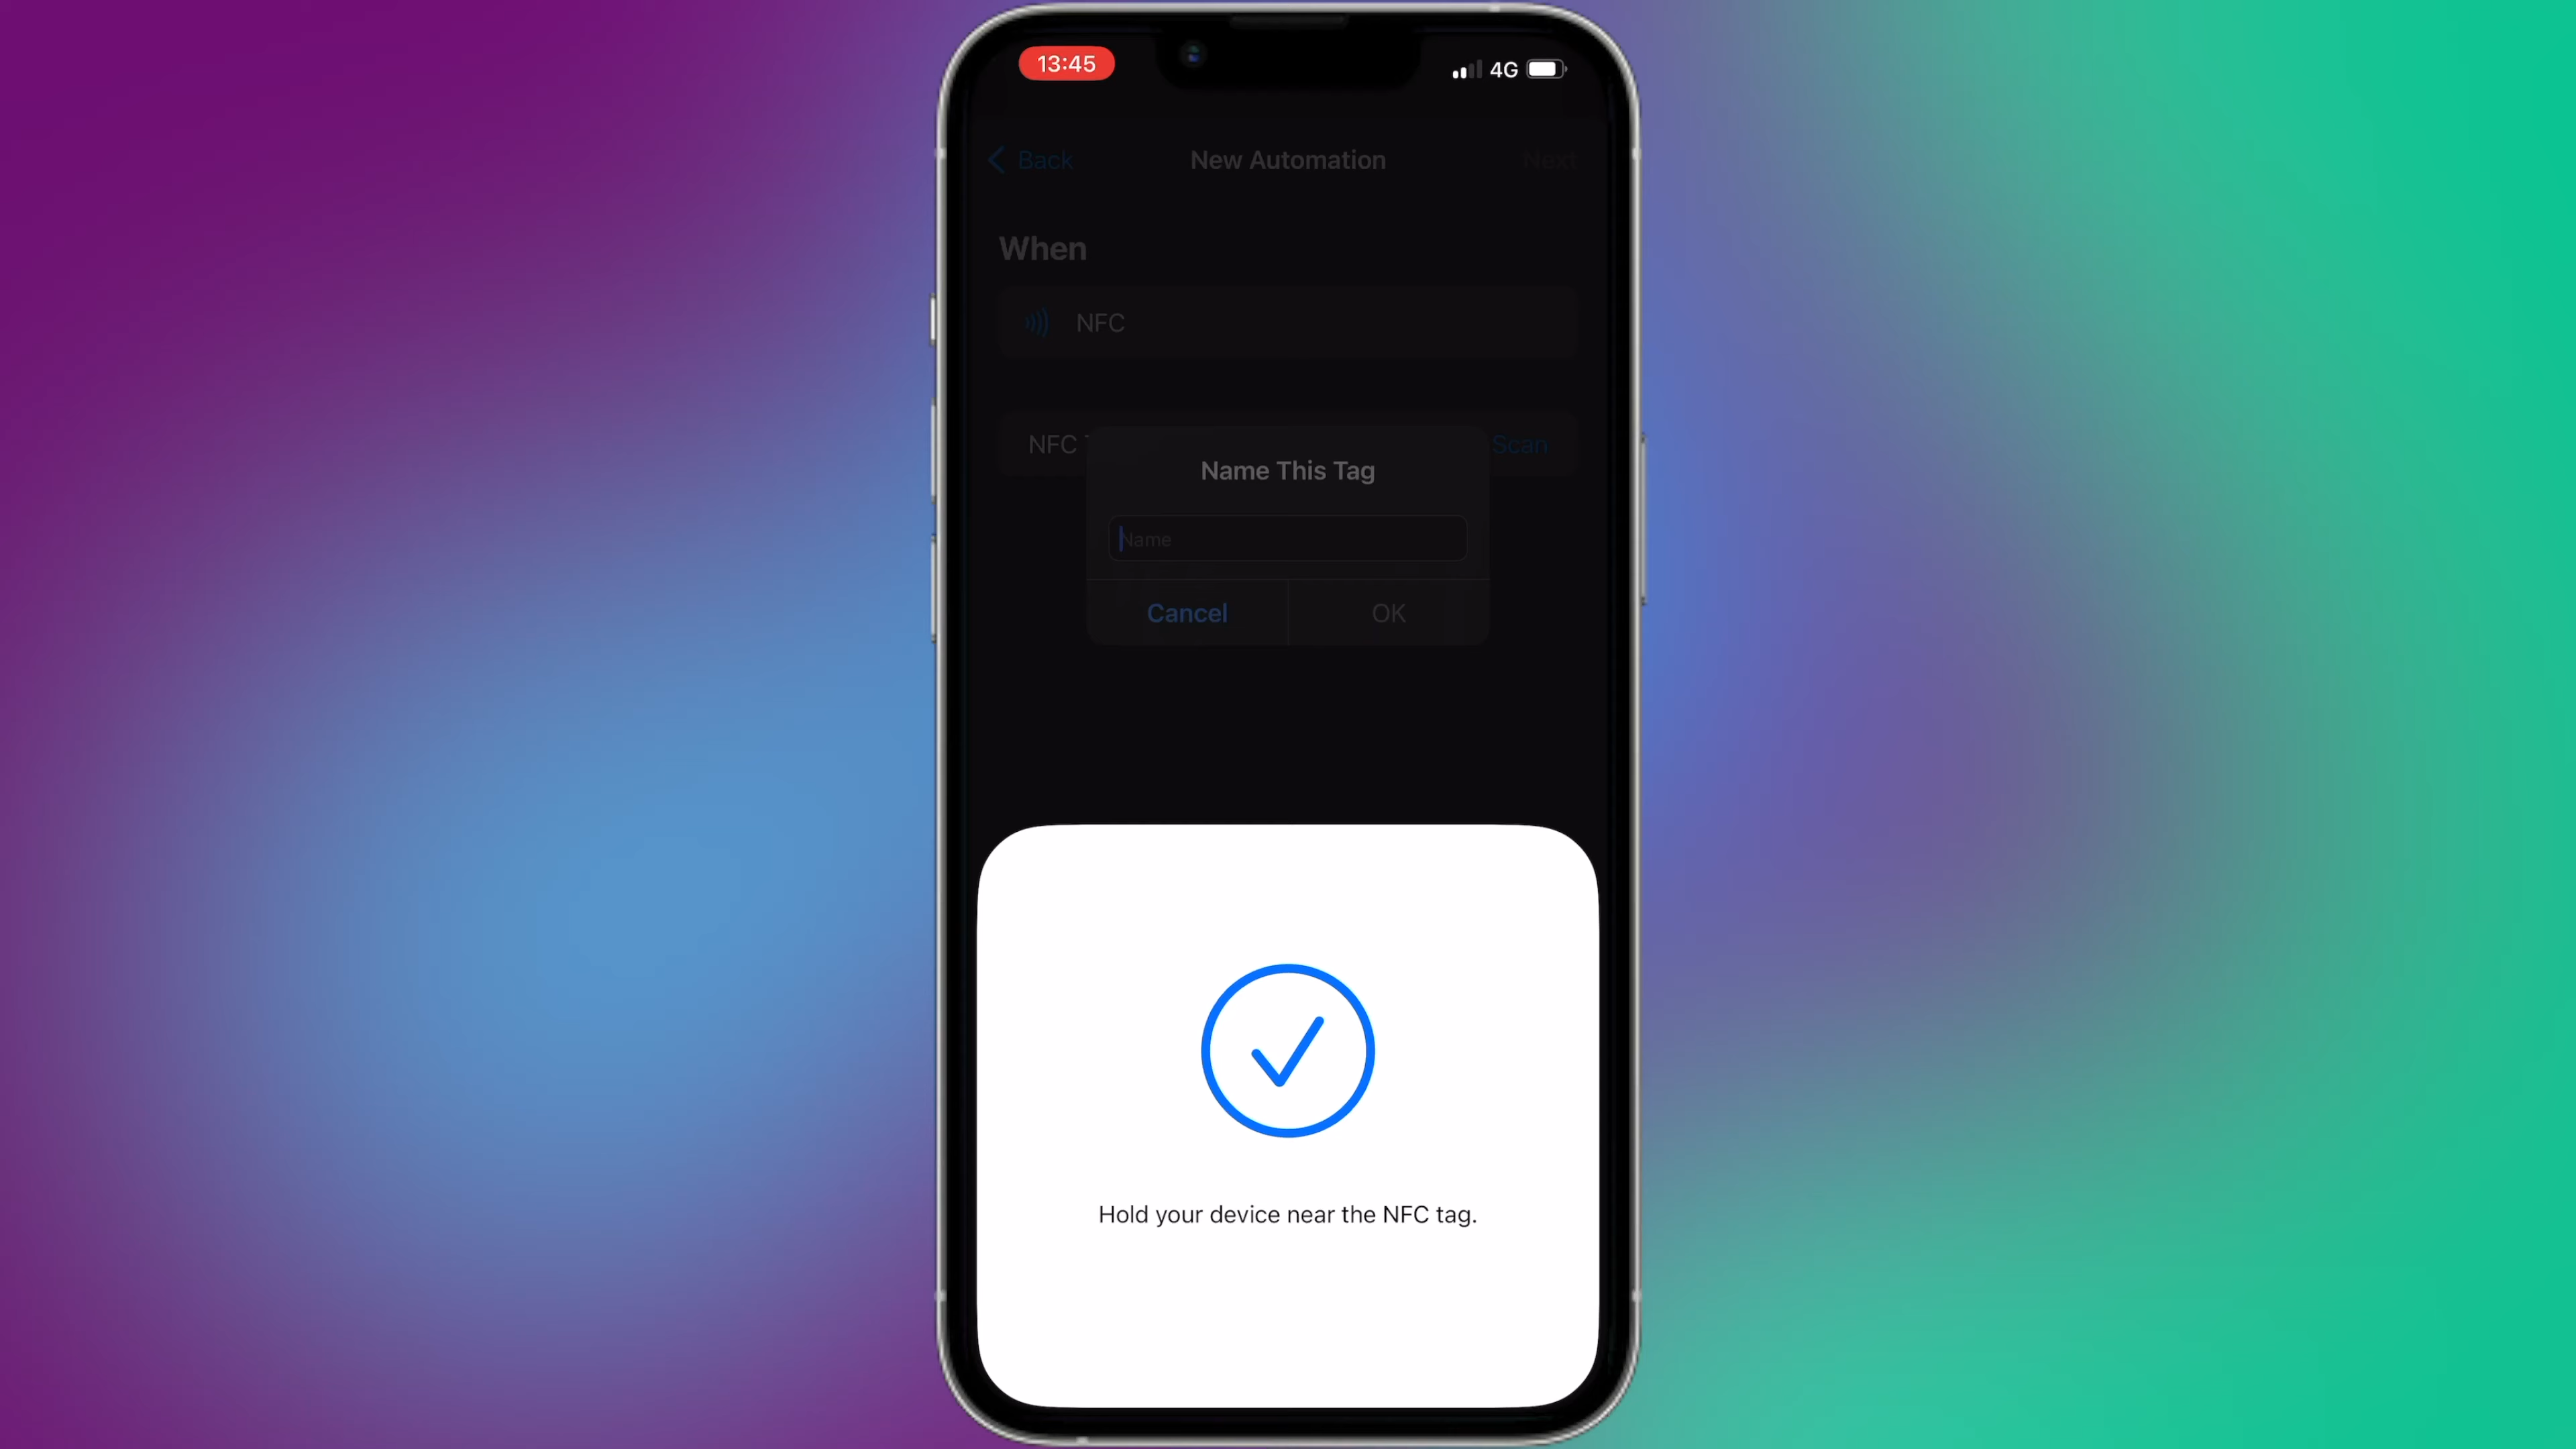 13:45
4G
Back
New Automation
Next
When
NFC
NFC
Scan
Name This Tag
Name
Cancel
OK
Hold your device near the NFC tag.